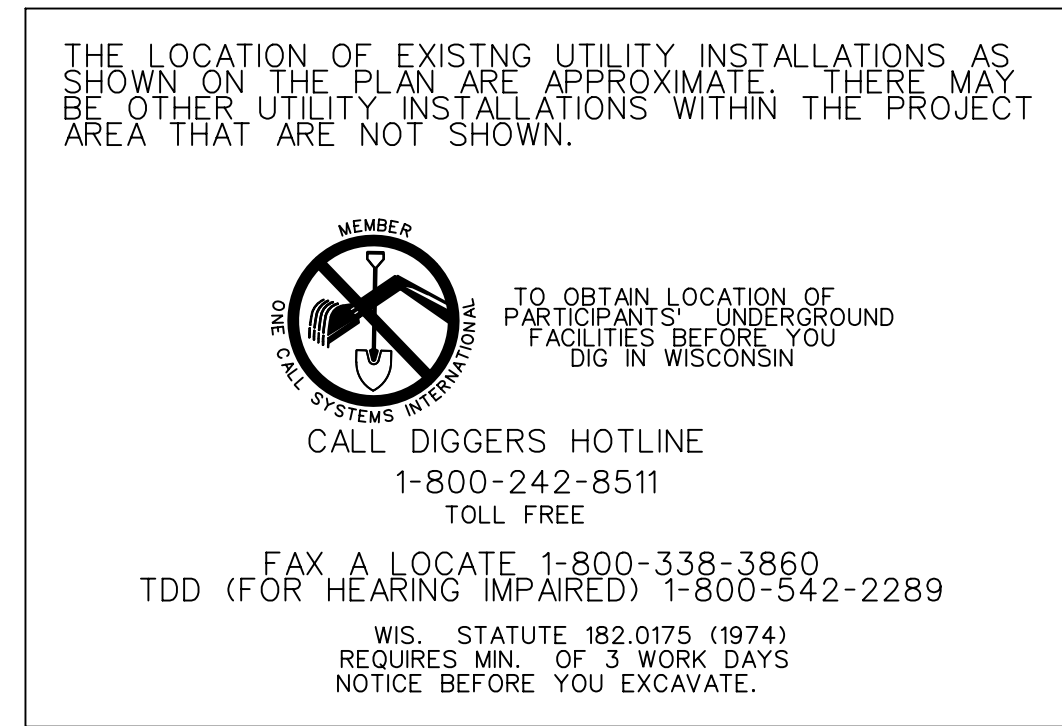 THE LOCATION OF EXISTNG UTILITY INSTALLATIONS AS
SHOWN ON THE PLAN ARE APPROXIMATE. THERE MAY
BE OTHER UTILITY INSTALLATIONS WITHIN THE PROJECT
AREA THAT ARE NOT SHOWN.
MEMBER
ONE CALL SYSTEMS INTERNATIONAL
TO OBTAIN LOCATION OF
PARTICIPANTS' UNDERGROUND
FACILITIES BEFORE YOU
DIG IN WISCONSIN
CALL DIGGERS HOTLINE
1-800-242-8511
TOLL FREE
FAX A LOCATE 1-800-338-3860
TDD (FOR HEARING IMPAIRED) 1-800-542-2289
WIS. STATUTE 182.0175 (1974)
REQUIRES MIN. OF 3 WORK DAYS
NOTICE BEFORE YOU EXCAVATE.